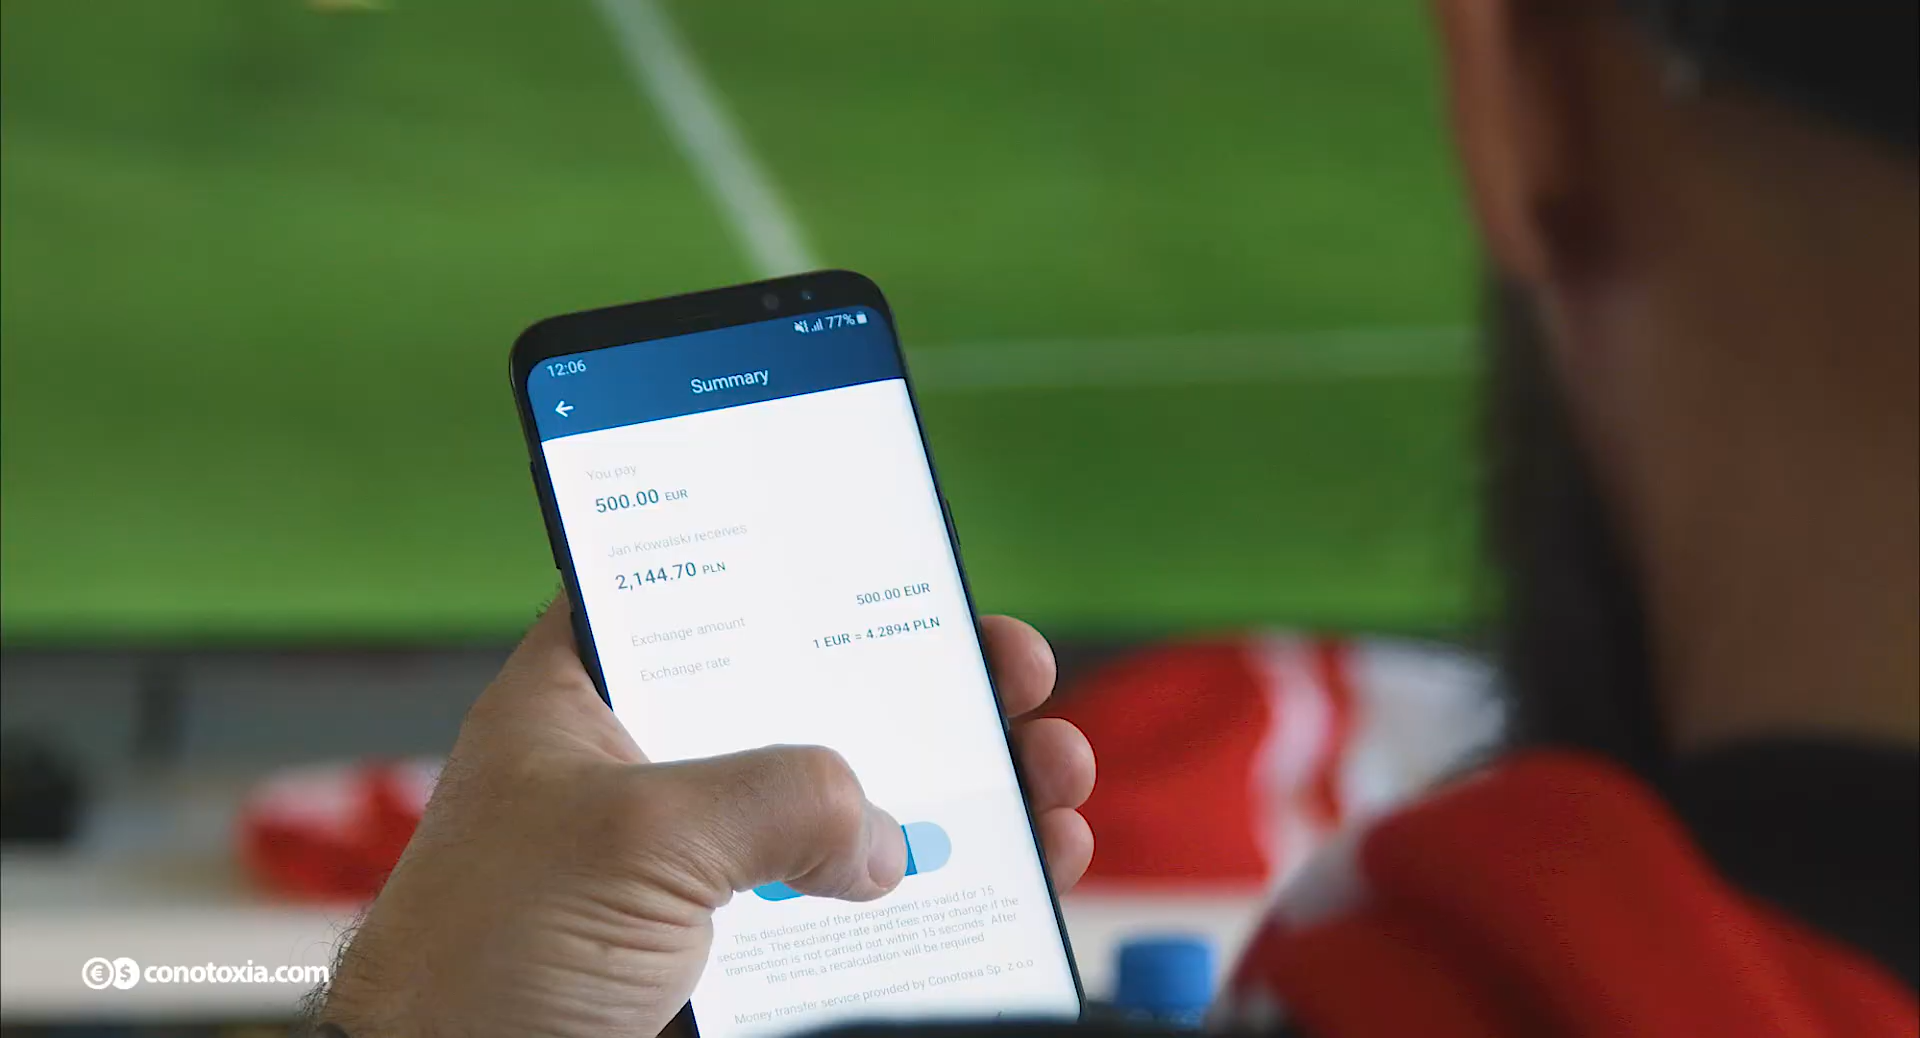 12:06
77%
Summary
You pay
500.00 EUR
Jan Kowalski receives
2,144.70 PLN
Exchange amount
500.00 EUR
Exchange rate
1 EUR = 4.2894 PLN
This disclosure of the prepayment is valid for 15
seconds. The exchange rate and fees may change if the
transaction is not carried out within 15 seconds. After
this time, a recalculation will be required
Money transfer service provided by Conotoxia Sp. z o.o
conotoxia.com